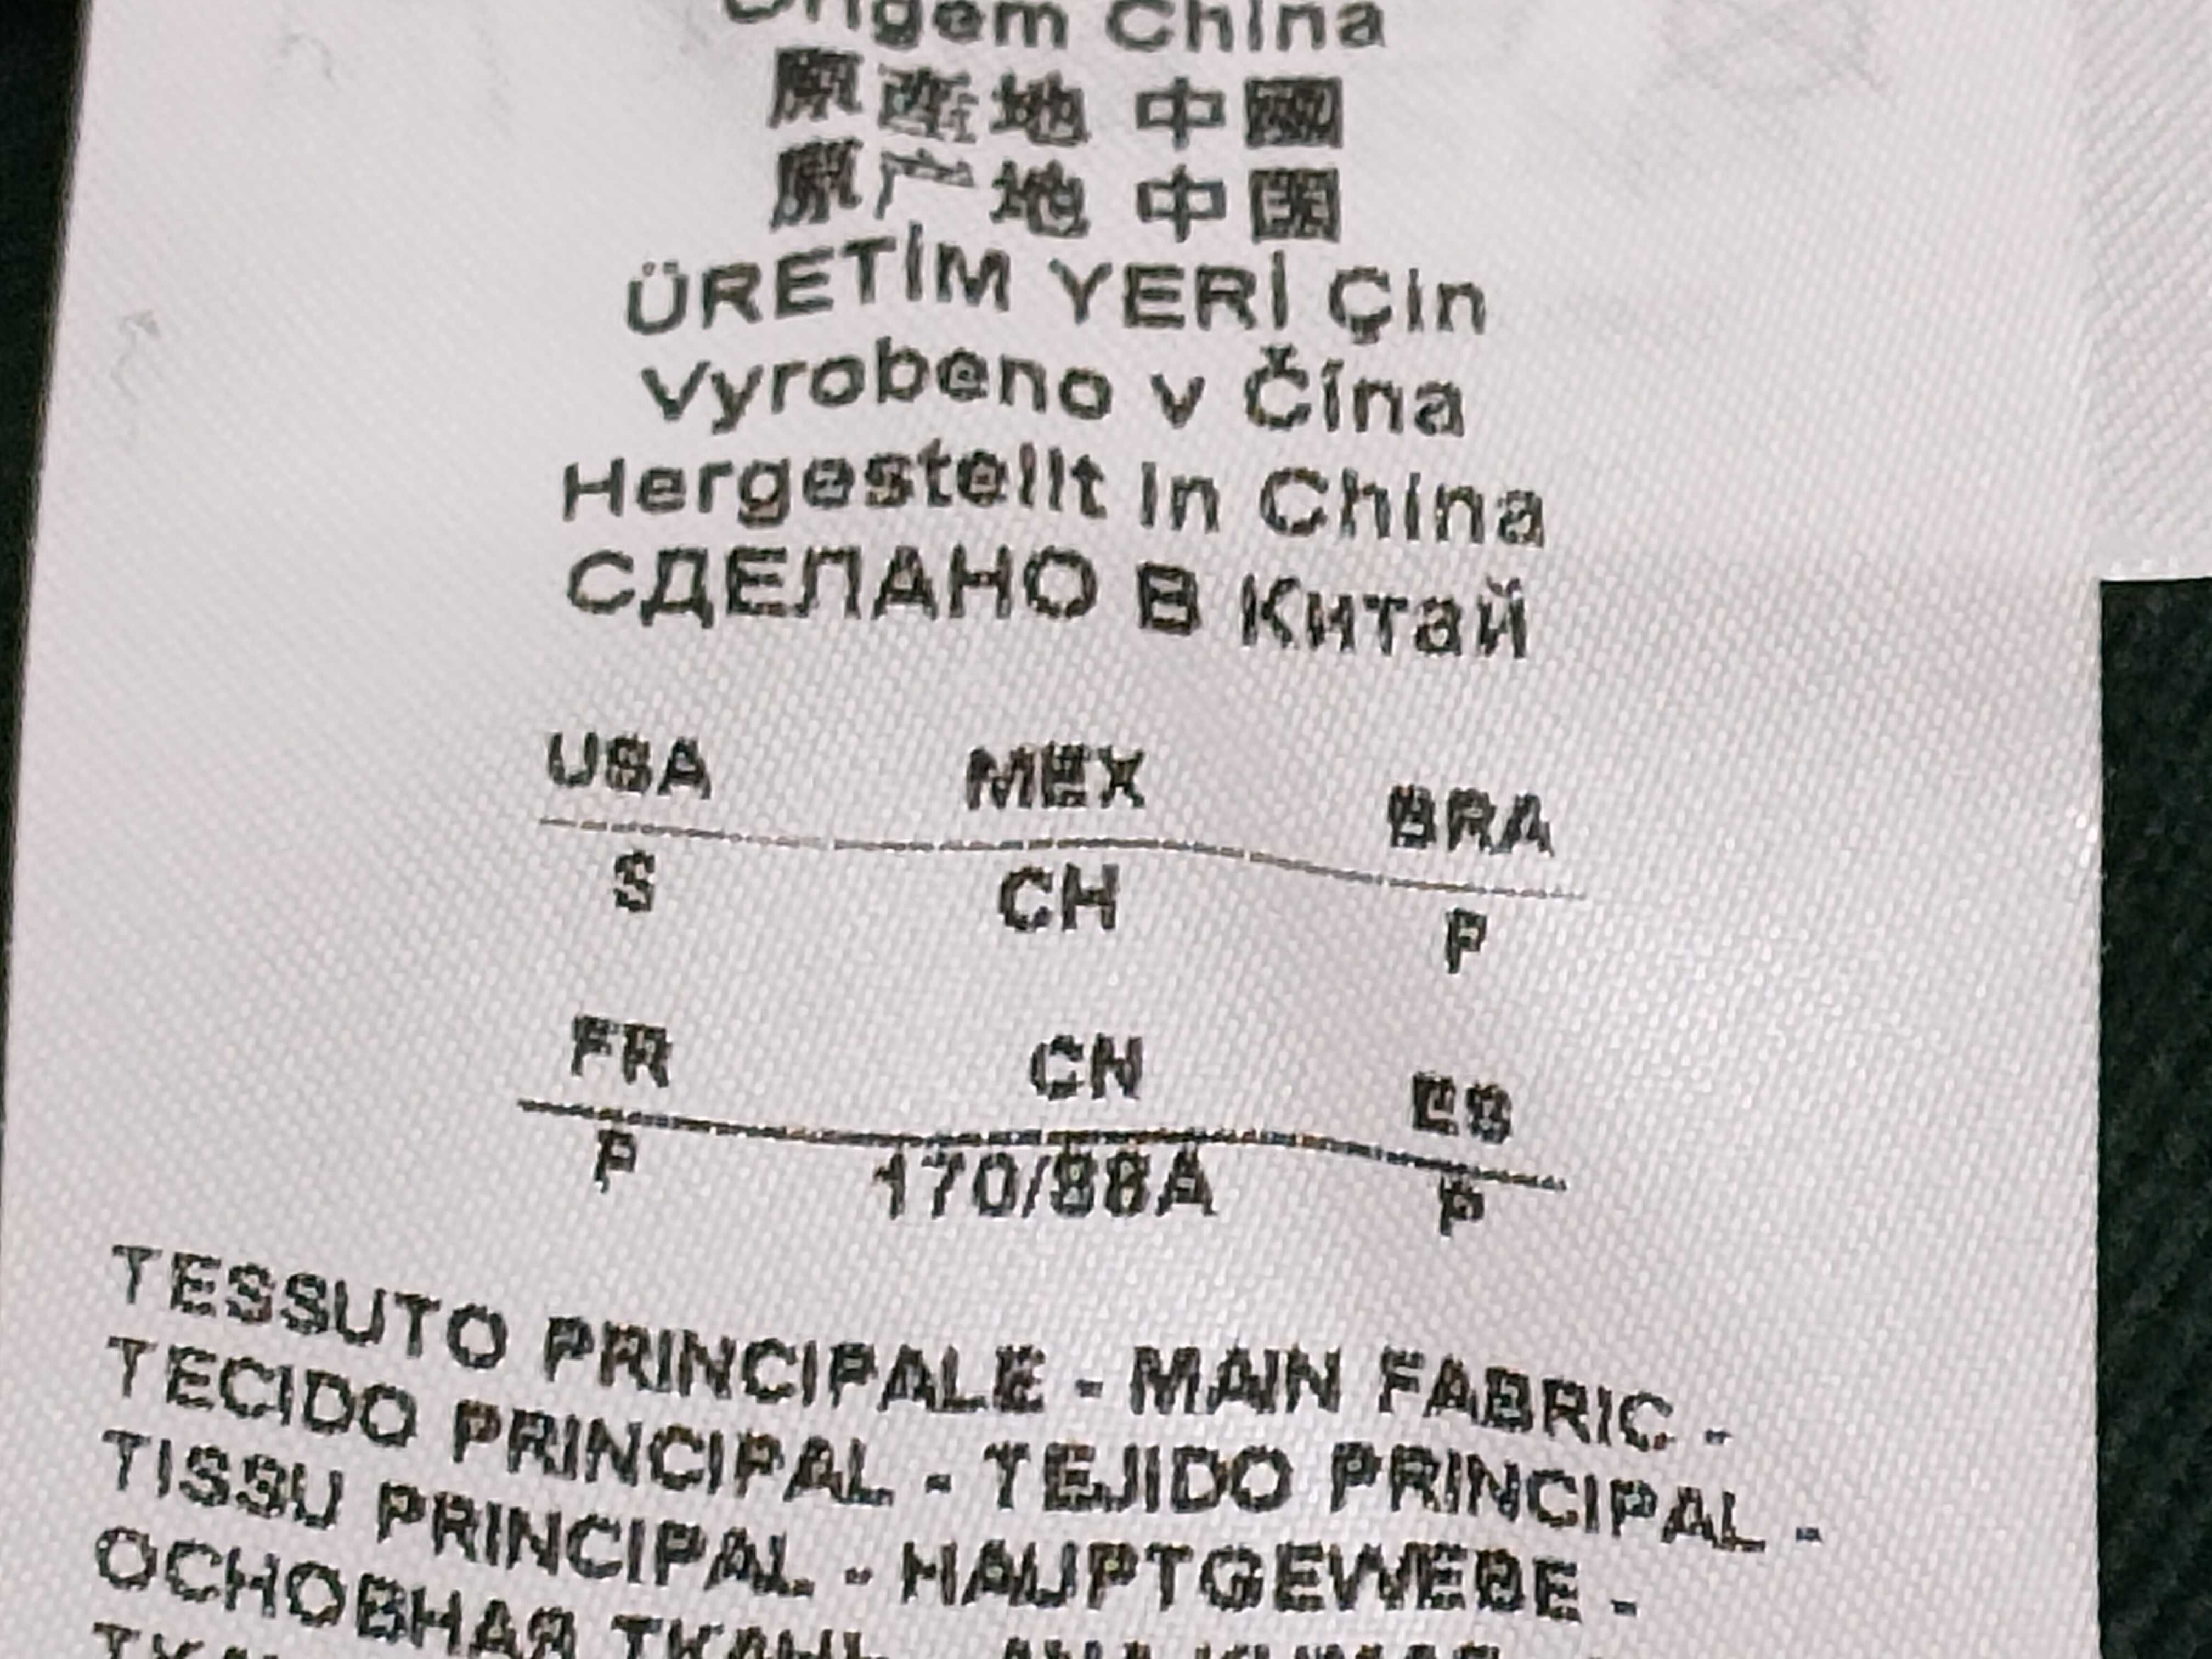 Origem China
原產地 中國
原产地 中国
ÜRETİM YERİ Çin
Vyrobeno v Čína
Hergestellt in China
СДЕЛАНО В Китай
USA MEX BRA
S CH P
FR CN ES
P 170/88A P
TESSUTO PRINCIPALE - MAIN FABRIC -
TECIDO PRINCIPAL - TEJIDO PRINCIPAL -
TISSU PRINCIPAL - HAUPTGEWEBE -
ОСНОВНАЯ ТКАНЬ - ANA KUMAŞ -